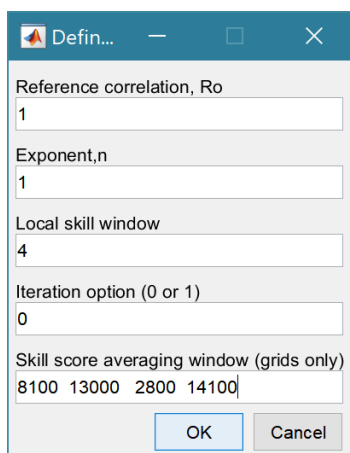 Defin...
Reference correlation, Ro
1
Exponent,n
1
Local skill window
4
Iteration option (0 or 1)
0
Skill score averaging window (grids only)
8100 13000 2800 14100
OK Cancel